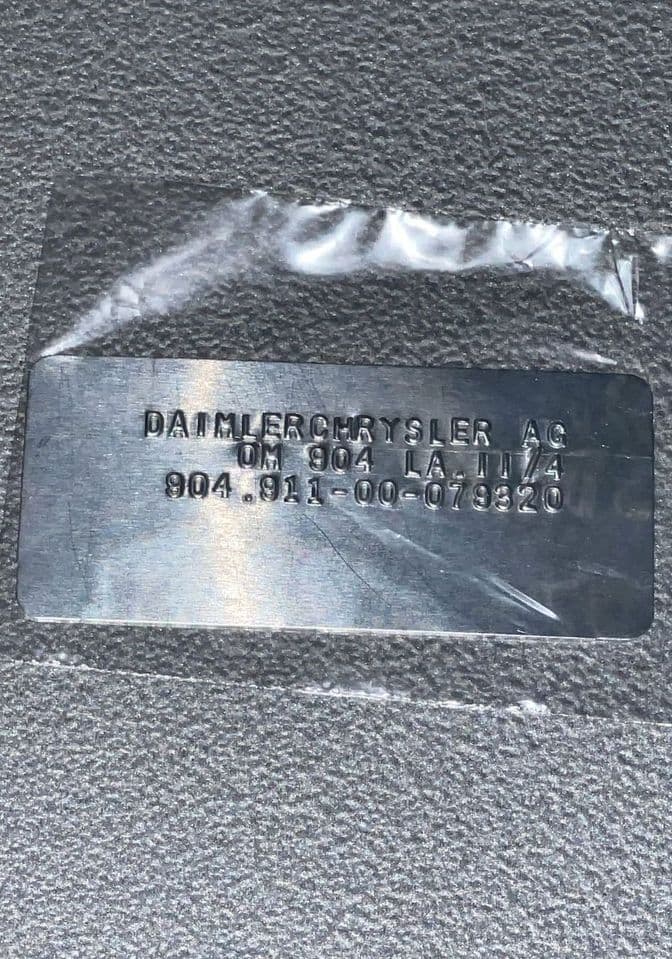 DAIMLERCHRYSLER AG
OM 904 LA.II/4
904.911-00-079320